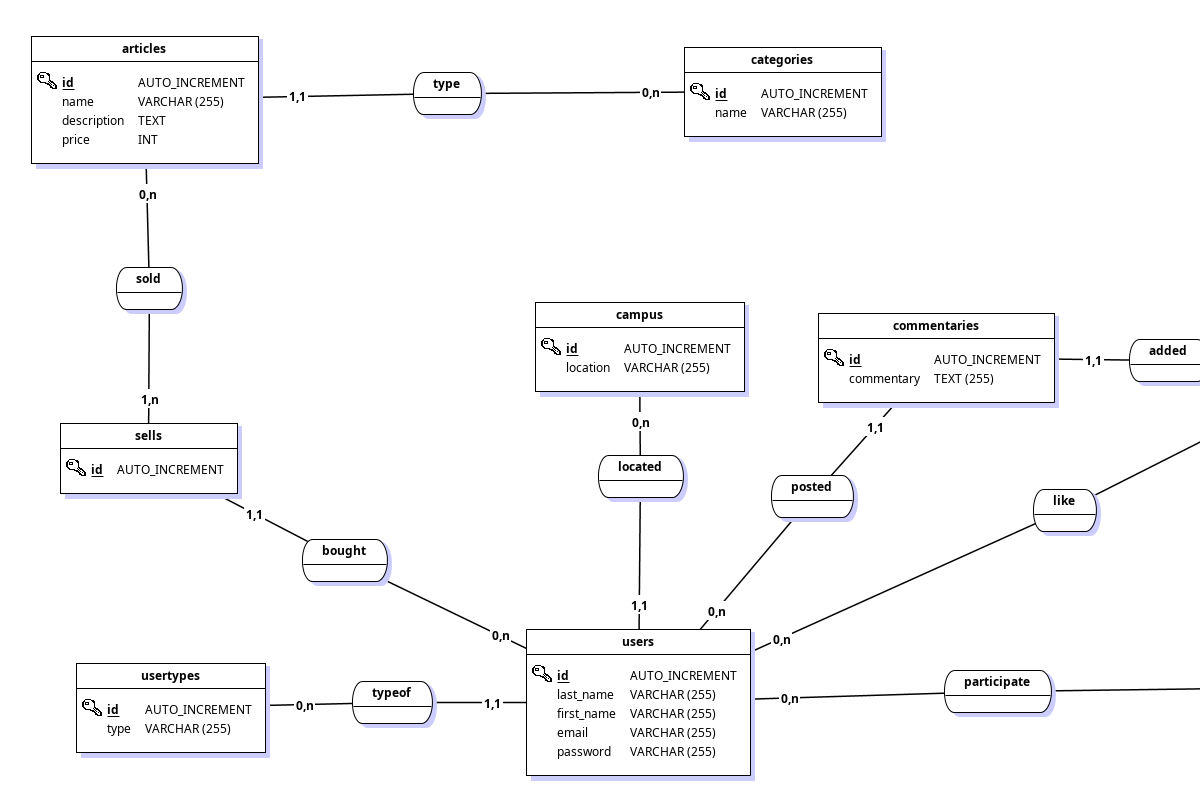 articles
id AUTO_INCREMENT
name VARCHAR (255)
description TEXT
price INT
1,1
type
0,n
categories
id AUTO_INCREMENT
name VARCHAR (255)
0,n
sold
1,n
sells
id AUTO_INCREMENT
1,1
bought
0,n
campus
id AUTO_INCREMENT
location VARCHAR (255)
0,n
located
1,1
commentaries
id AUTO_INCREMENT
commentary TEXT (255)
1,1
added
1,1
posted
0,n
like
0,n
usertypes
id AUTO_INCREMENT
type VARCHAR (255)
0,n
typeof
1,1
users
id AUTO_INCREMENT
last_name VARCHAR (255)
first_name VARCHAR (255)
email VARCHAR (255)
password VARCHAR (255)
0,n
participate